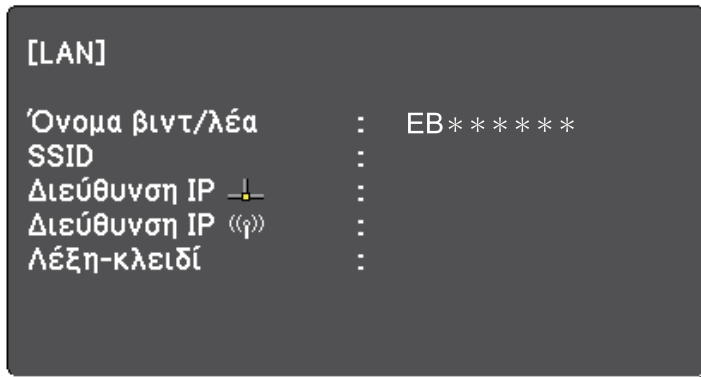 [LAN]
Όνομα βιντ/λέα : EB******
SSID :
Διεύθυνση IP :
Διεύθυνση IP :
Λέξη-κλειδί :